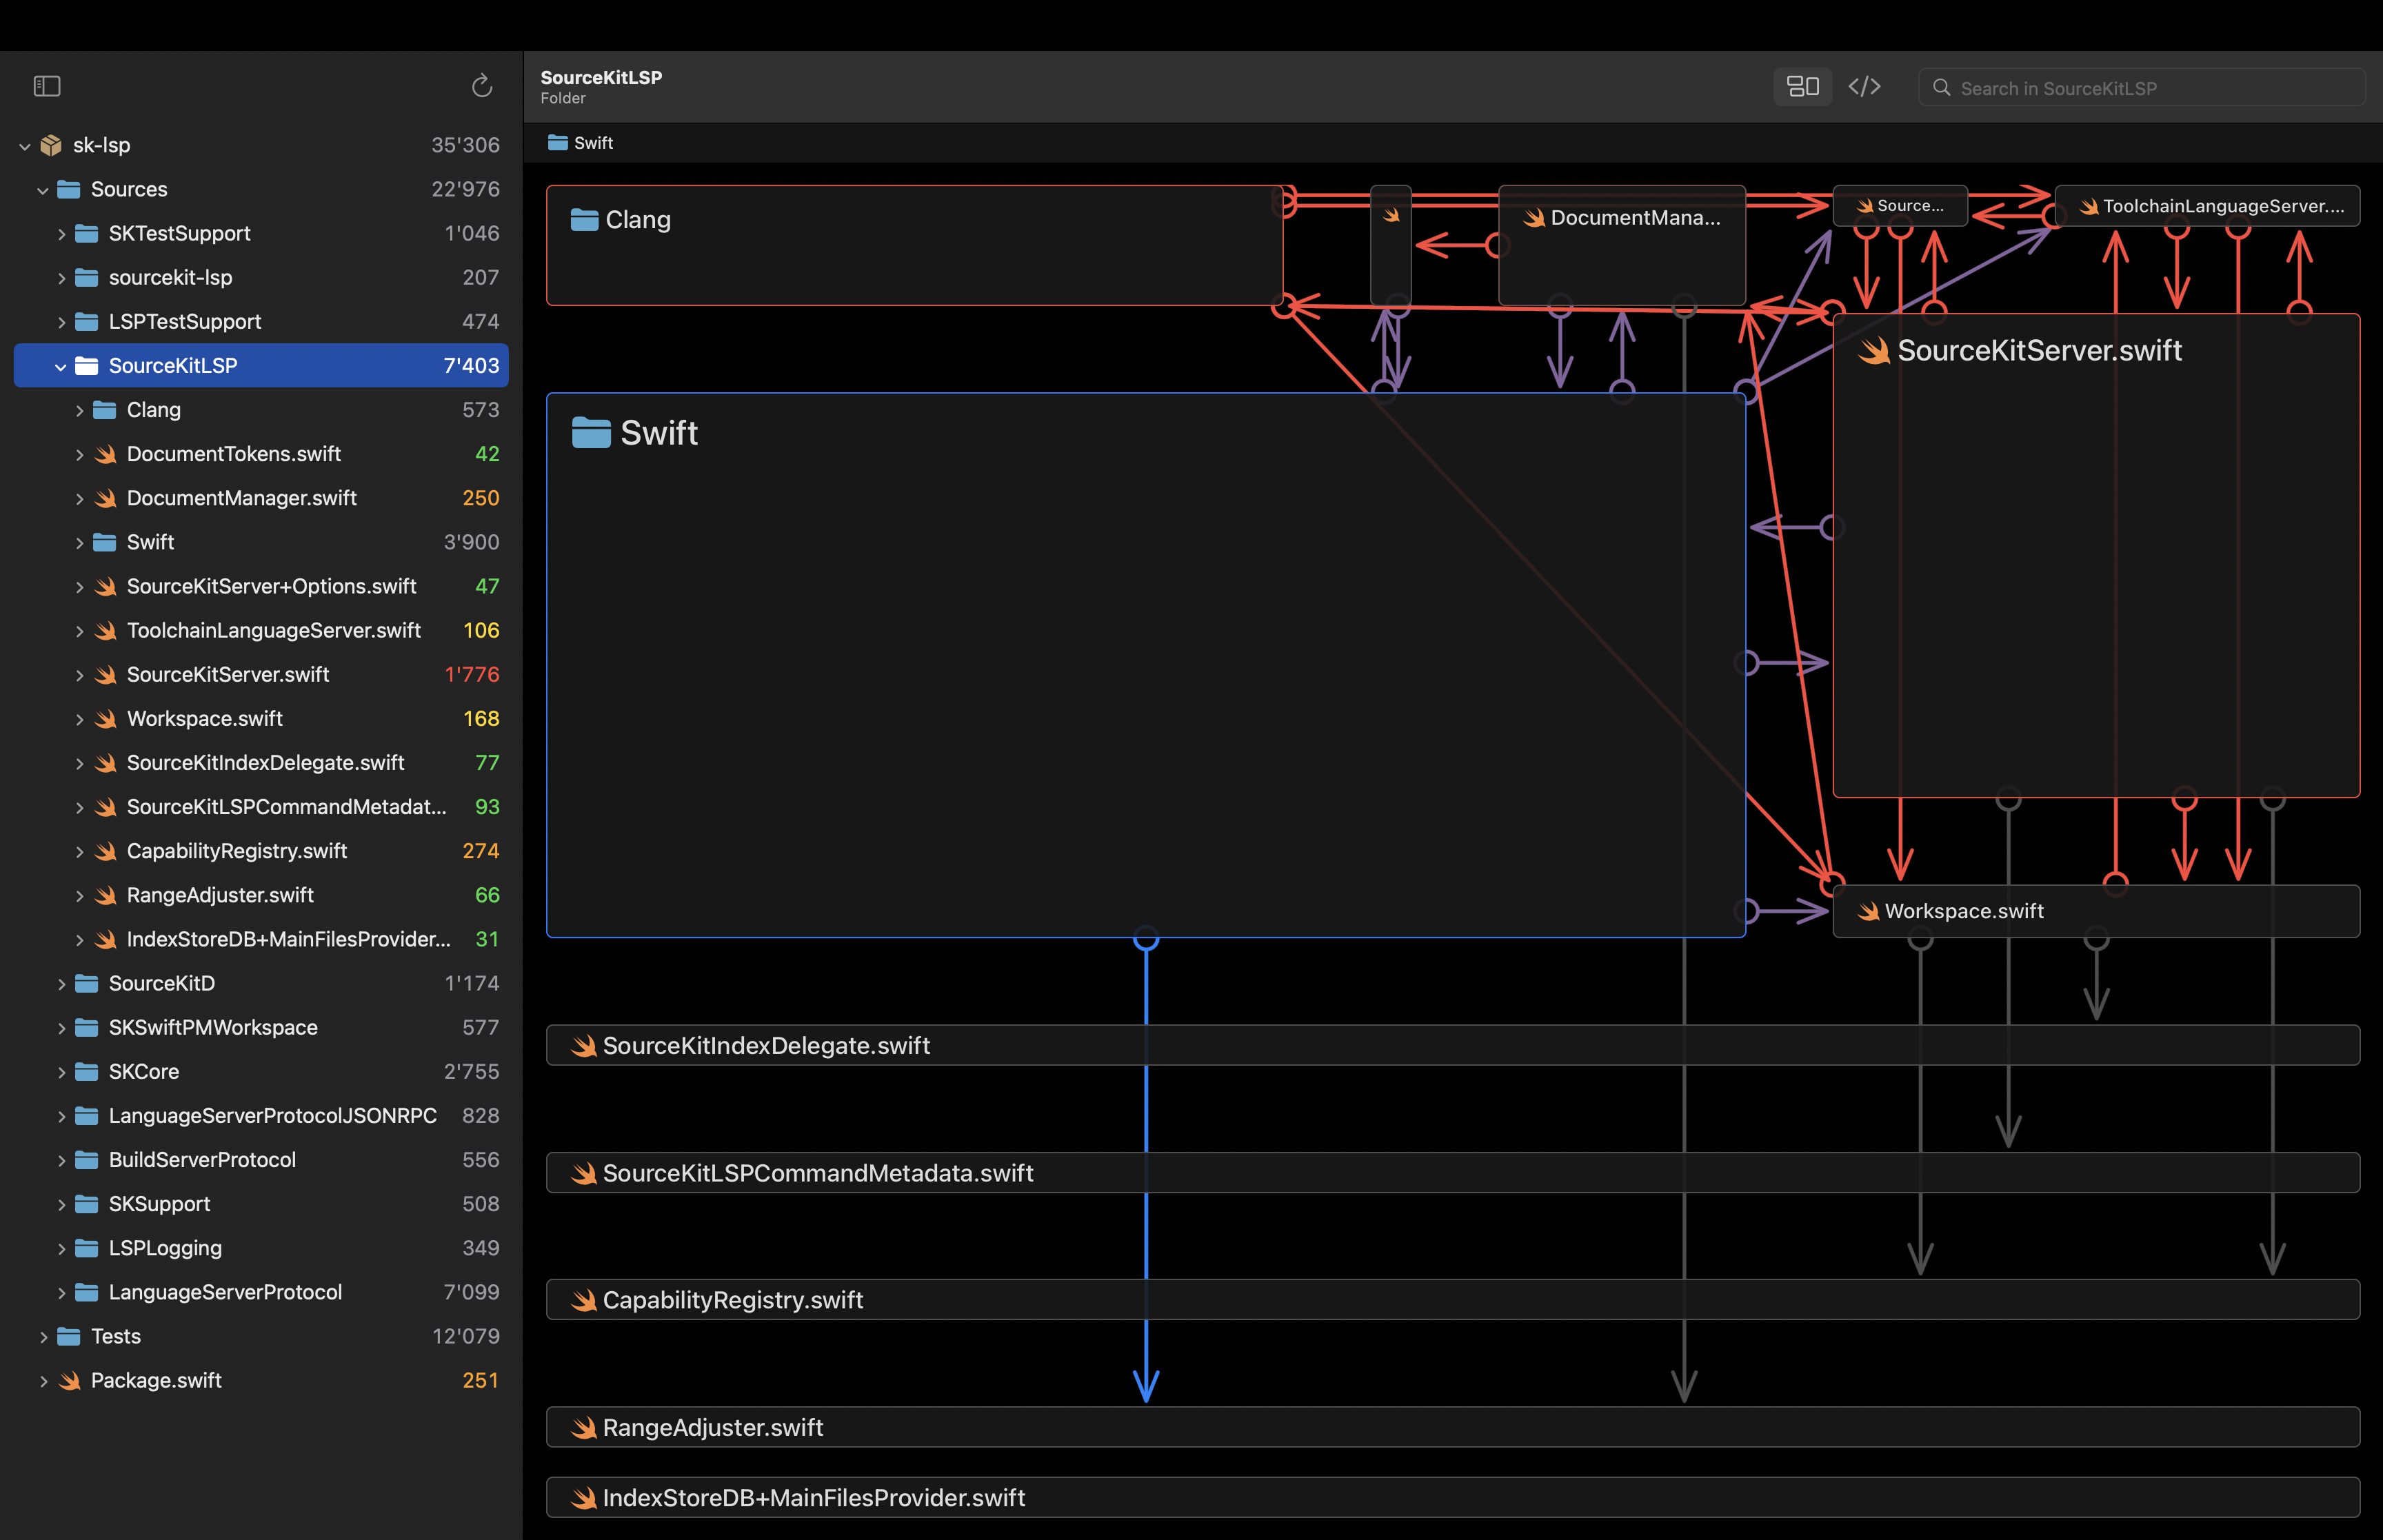 SourceKitLSP
Folder
Search in SourceKitLSP
Swift
sk-lsp 35'306
Sources 22'976
SKTestSupport 1'046
sourcekit-lsp 207
LSPTestSupport 474
SourceKitLSP 7'403
Clang 573
DocumentTokens.swift 42
DocumentManager.swift 250
Swift 3'900
SourceKitServer+Options.swift 47
ToolchainLanguageServer.swift 106
SourceKitServer.swift 1'776
Workspace.swift 168
SourceKitIndexDelegate.swift 77
SourceKitLSPCommandMetadat... 93
CapabilityRegistry.swift 274
RangeAdjuster.swift 66
IndexStoreDB+MainFilesProvider... 31
SourceKitD 1'174
SKSwiftPMWorkspace 577
SKCore 2'755
LanguageServerProtocolJSONRPC 828
BuildServerProtocol 556
SKSupport 508
LSPLogging 349
LanguageServerProtocol 7'099
Tests 12'079
Package.swift 251
Clang
DocumentMana...
Source...
ToolchainLanguageServer....
SourceKitServer.swift
Swift
Workspace.swift
SourceKitIndexDelegate.swift
SourceKitLSPCommandMetadata.swift
CapabilityRegistry.swift
RangeAdjuster.swift
IndexStoreDB+MainFilesProvider.swift